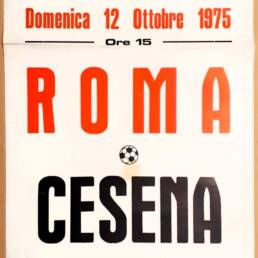 Domenica 12 Ottobre 1975
Ore 15
ROMA
CESENA